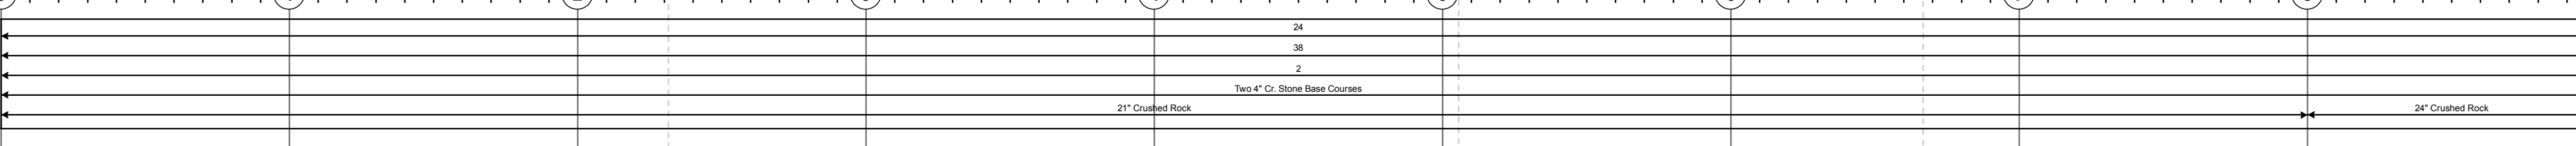 24
38
2
Two 4" Cr. Stone Base Courses
21" Crushed Rock
24" Crushed Rock